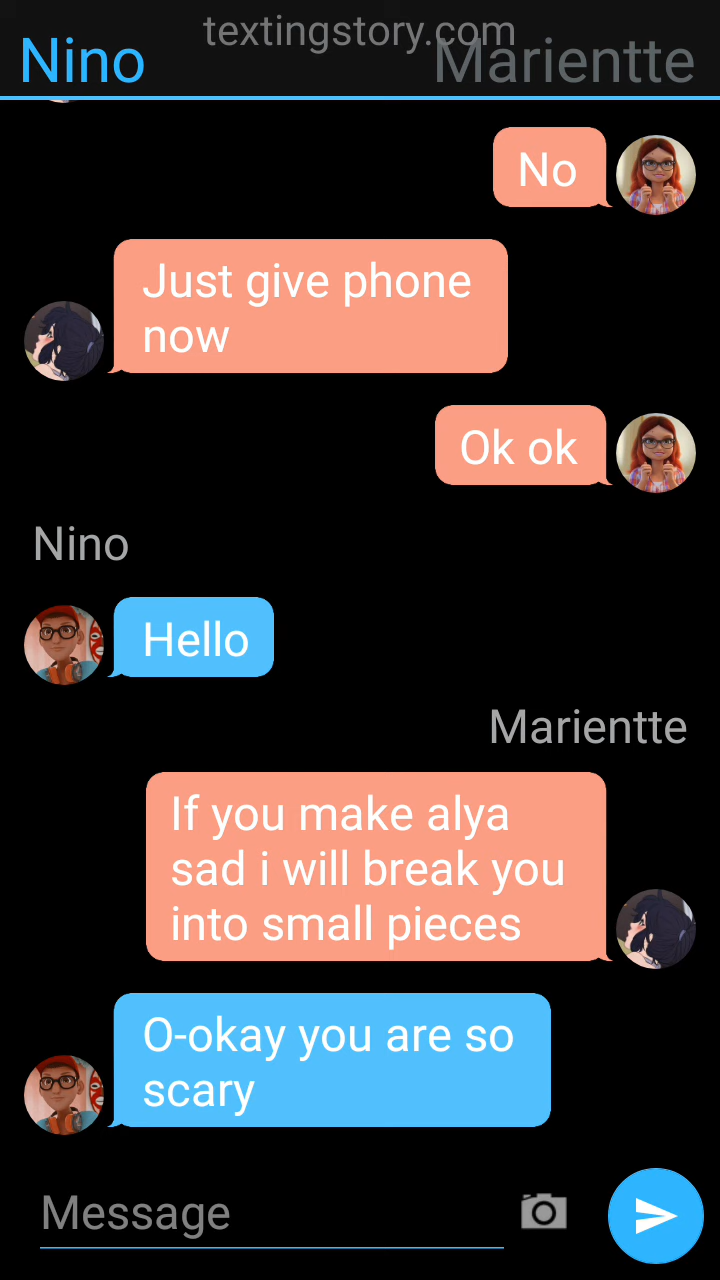 textingstory.com
Nino
Marientte
No
Just give phone
now
Ok ok
Nino
Hello
Marientte
If you make alya
sad i will break you
into small pieces
O-okay you are so
scary
Message